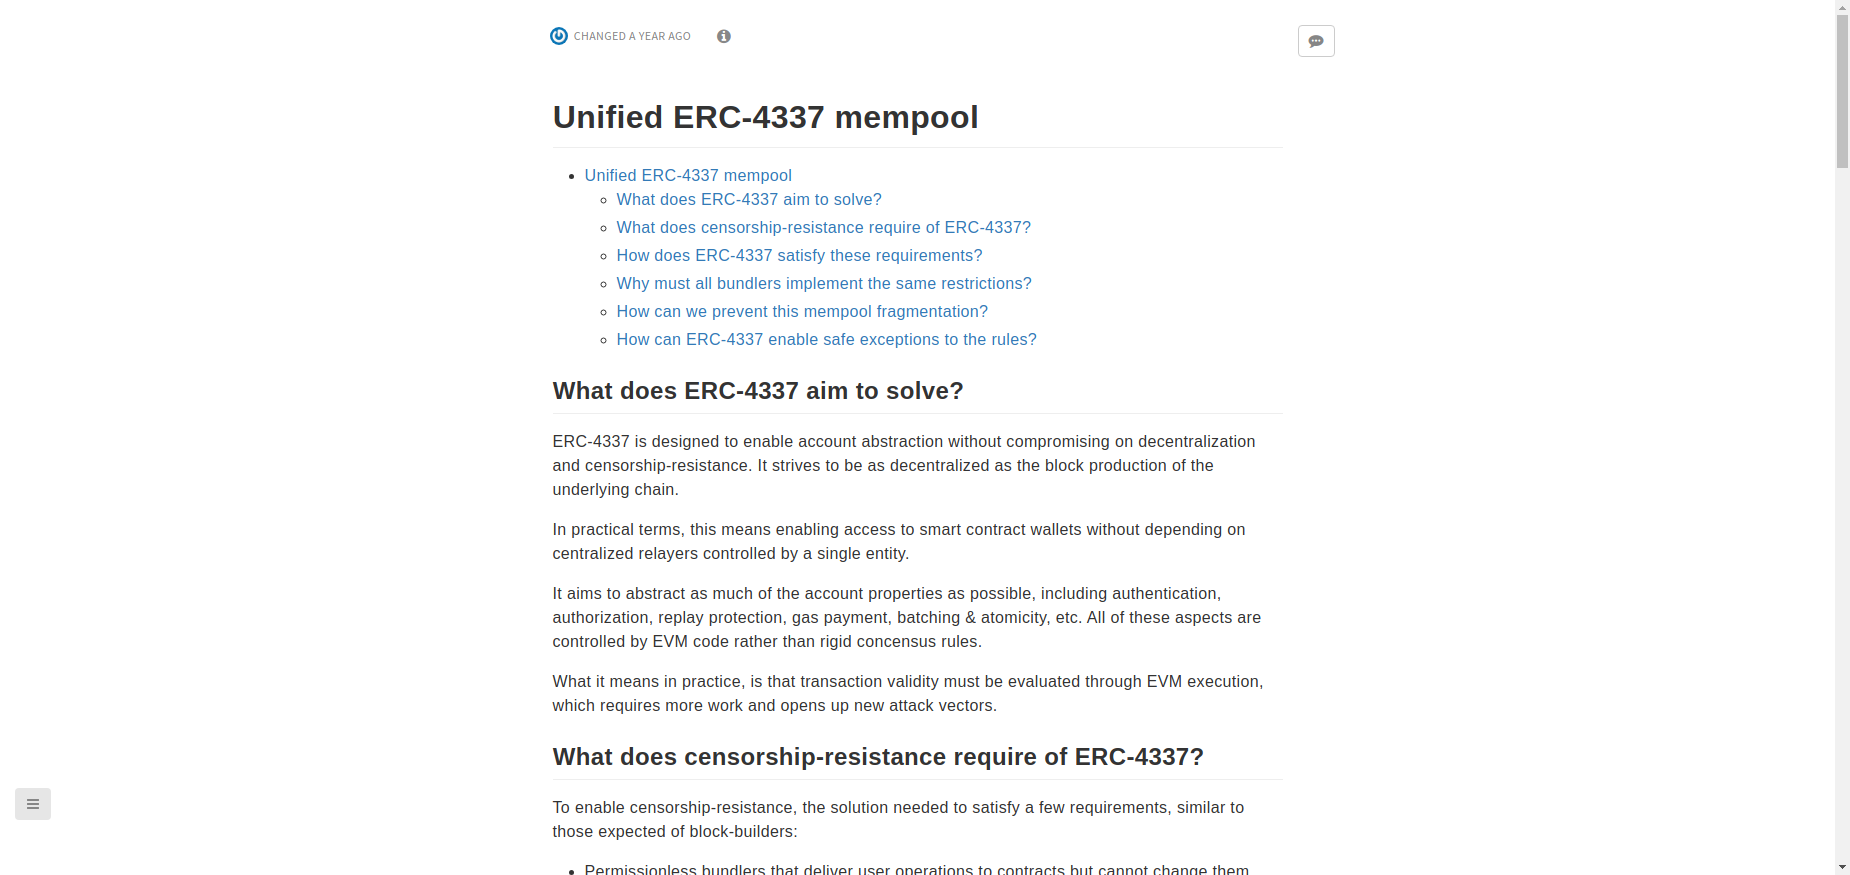 CHANGED A YEAR AGO
Unified ERC-4337 mempool
Unified ERC-4337 mempool
What does ERC-4337 aim to solve?
What does censorship-resistance require of ERC-4337?
How does ERC-4337 satisfy these requirements?
Why must all bundlers implement the same restrictions?
How can we prevent this mempool fragmentation?
How can ERC-4337 enable safe exceptions to the rules?
What does ERC-4337 aim to solve?
ERC-4337 is designed to enable account abstraction without compromising on decentralization
and censorship-resistance. It strives to be as decentralized as the block production of the
underlying chain.
In practical terms, this means enabling access to smart contract wallets without depending on
centralized relayers controlled by a single entity.
It aims to abstract as much of the account properties as possible, including authentication,
authorization, replay protection, gas payment, batching & atomicity, etc. All of these aspects are
controlled by EVM code rather than rigid concensus rules.
What it means in practice, is that transaction validity must be evaluated through EVM execution,
which requires more work and opens up new attack vectors.
What does censorship-resistance require of ERC-4337?
To enable censorship-resistance, the solution needed to satisfy a few requirements, similar to
those expected of block-builders:
Permissionless bundlers that deliver user operations to contracts but cannot change them